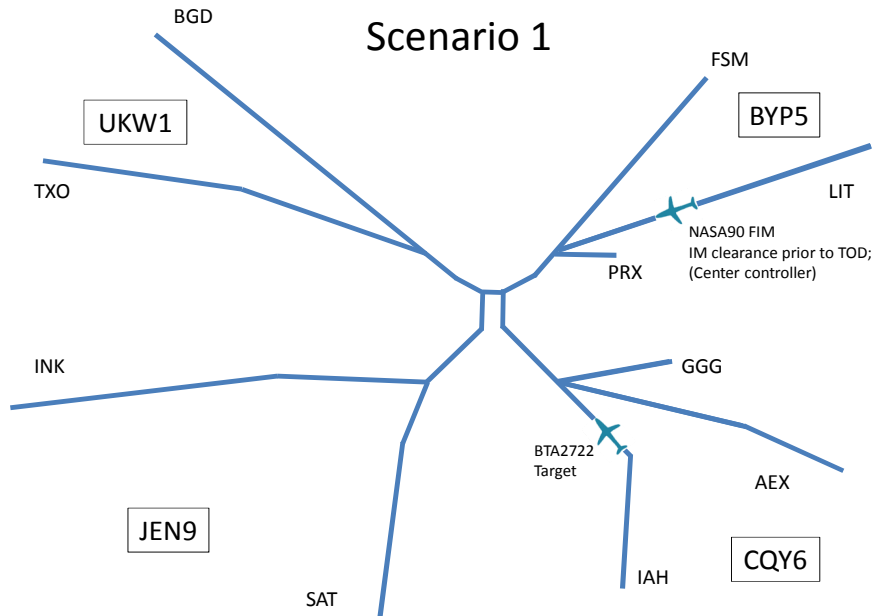 BGD
Scenario 1
FSM
UKW1
BYP5
TXO
LIT
NASA90 FIM
IM clearance prior to TOD;
(Center controller)
PRX
INK
GGG
BTA2722
Target
AEX
JEN9
CQY6
IAH
SAT